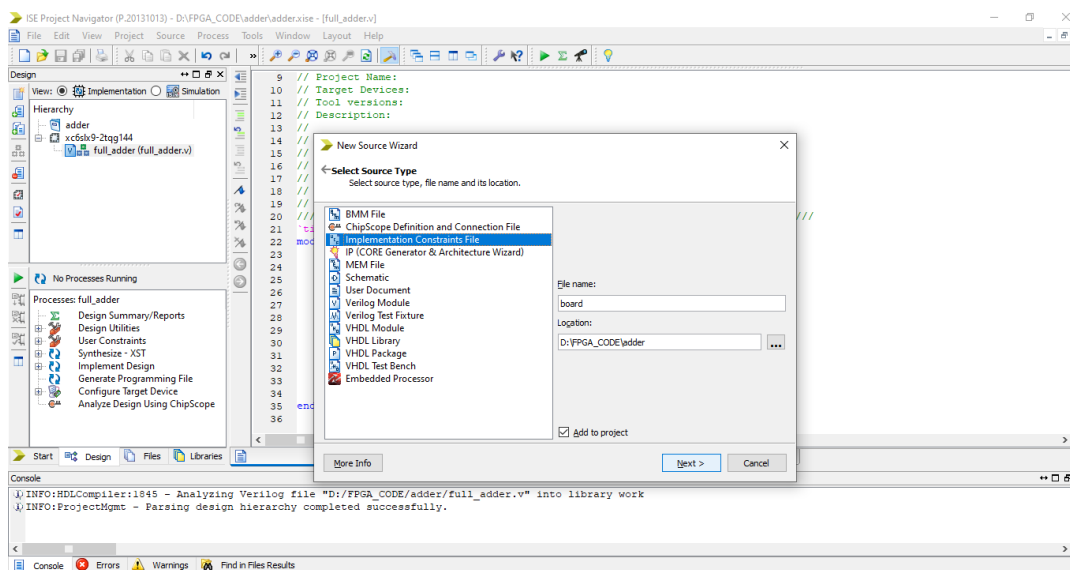 ISE Project Navigator (P.20131013) - D:\FPGA_CODE\adder\adder.xise - [full_adder.v]
File Edit View Project Source Process Tools Window Layout Help
Design
View: Implementation Simulation
Hierarchy
adder
xc6slx9-2tqg144
full_adder (full_adder.v)
No Processes Running
Processes: full_adder
Design Summary/Reports
Design Utilities
User Constraints
Synthesize - XST
Implement Design
Generate Programming File
Configure Target Device
Analyze Design Using ChipScope
Start Design Files Libraries
9 // Project Name:
10 // Target Devices:
11 // Tool versions:
12 // Description:
13 //
14 //
15 //
16 //
17 //
18 //
19 //
20 /// ///
21 `ti
22 mod
23
24
25
26
27
28
29
30
31
32
33
34
35 end
36
New Source Wizard
Select Source Type
Select source type, file name and its location.
BMM File
ChipScope Definition and Connection File
Implementation Constraints File
IP (CORE Generator & Architecture Wizard)
MEM File
Schematic
User Document
Verilog Module
Verilog Test Fixture
VHDL Module
VHDL Library
VHDL Package
VHDL Test Bench
Embedded Processor
File name:
board
Location:
D:\FPGA_CODE\adder
...
Add to project
More Info Next > Cancel
Console
INFO:HDLCompiler:1845 - Analyzing Verilog file "D:/FPGA_CODE/adder/full_adder.v" into library work
INFO:ProjectMgmt - Parsing design hierarchy completed successfully.
Console Errors Warnings Find in Files Results